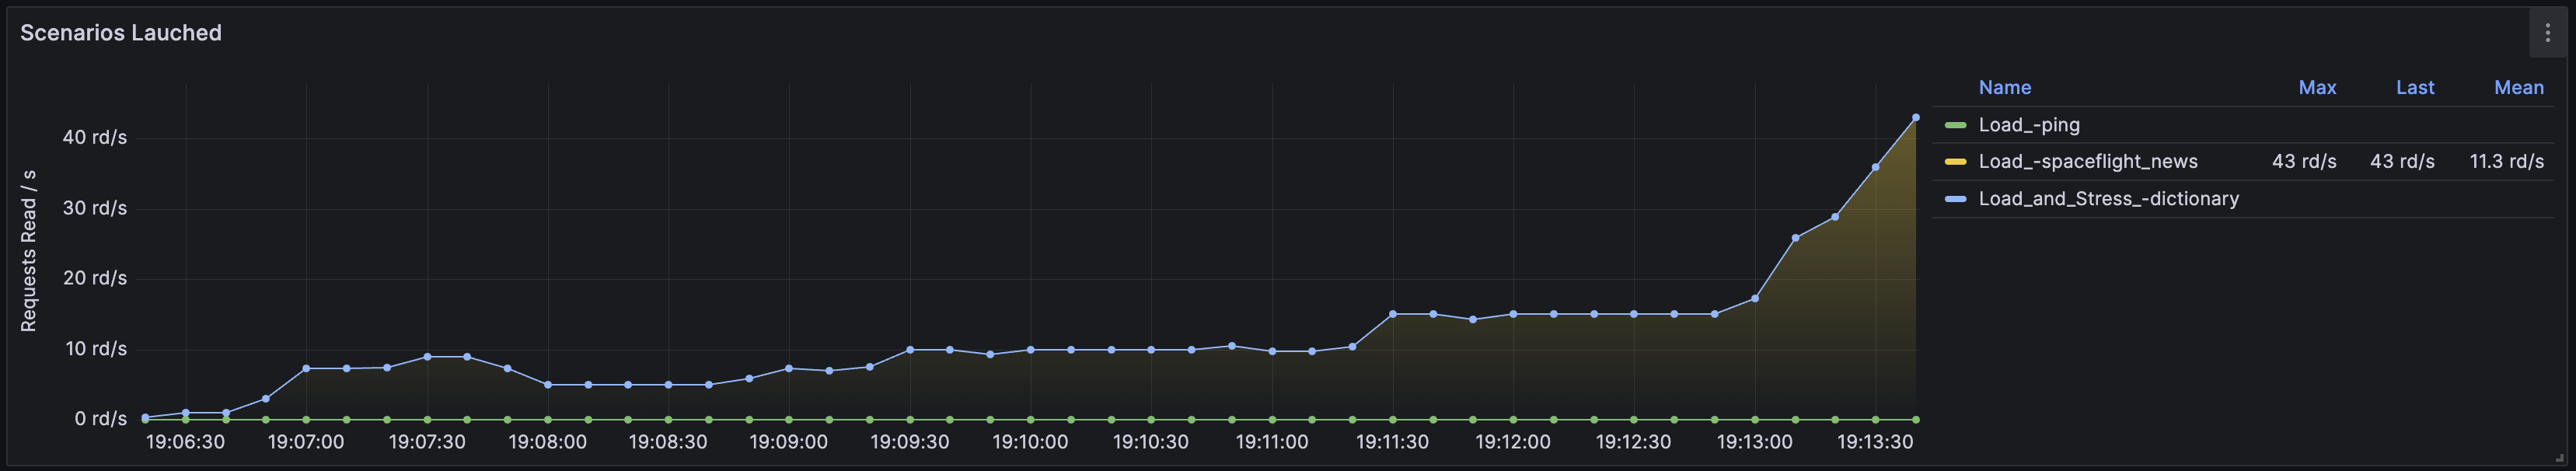 Scenarios Lauched
Name Max Last Mean
Load_-ping
Load_-spaceflight_news 43 rd/s 43 rd/s 11.3 rd/s
Load_and_Stress_-dictionary
Requests Read / s
40 rd/s
30 rd/s
20 rd/s
10 rd/s
0 rd/s
19:06:30 19:07:00 19:07:30 19:08:00 19:08:30 19:09:00 19:09:30 19:10:00 19:10:30 19:11:00 19:11:30 19:12:00 19:12:30 19:13:00 19:13:30